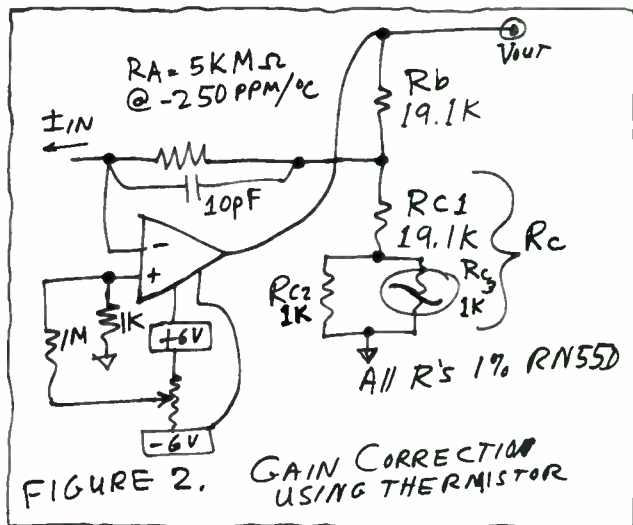 RA = 5KMΩ
@ -250 PPM/°C
Vout
Rb
19.1K
±IN
10pF
Rc1
19.1K
Rc
-
+
Rc2
1K
Rc3
1K
1M
1K
+6V
-6V
All R's 1% RN55D
FIGURE 2. GAIN CORRECTION
USING THERMISTOR